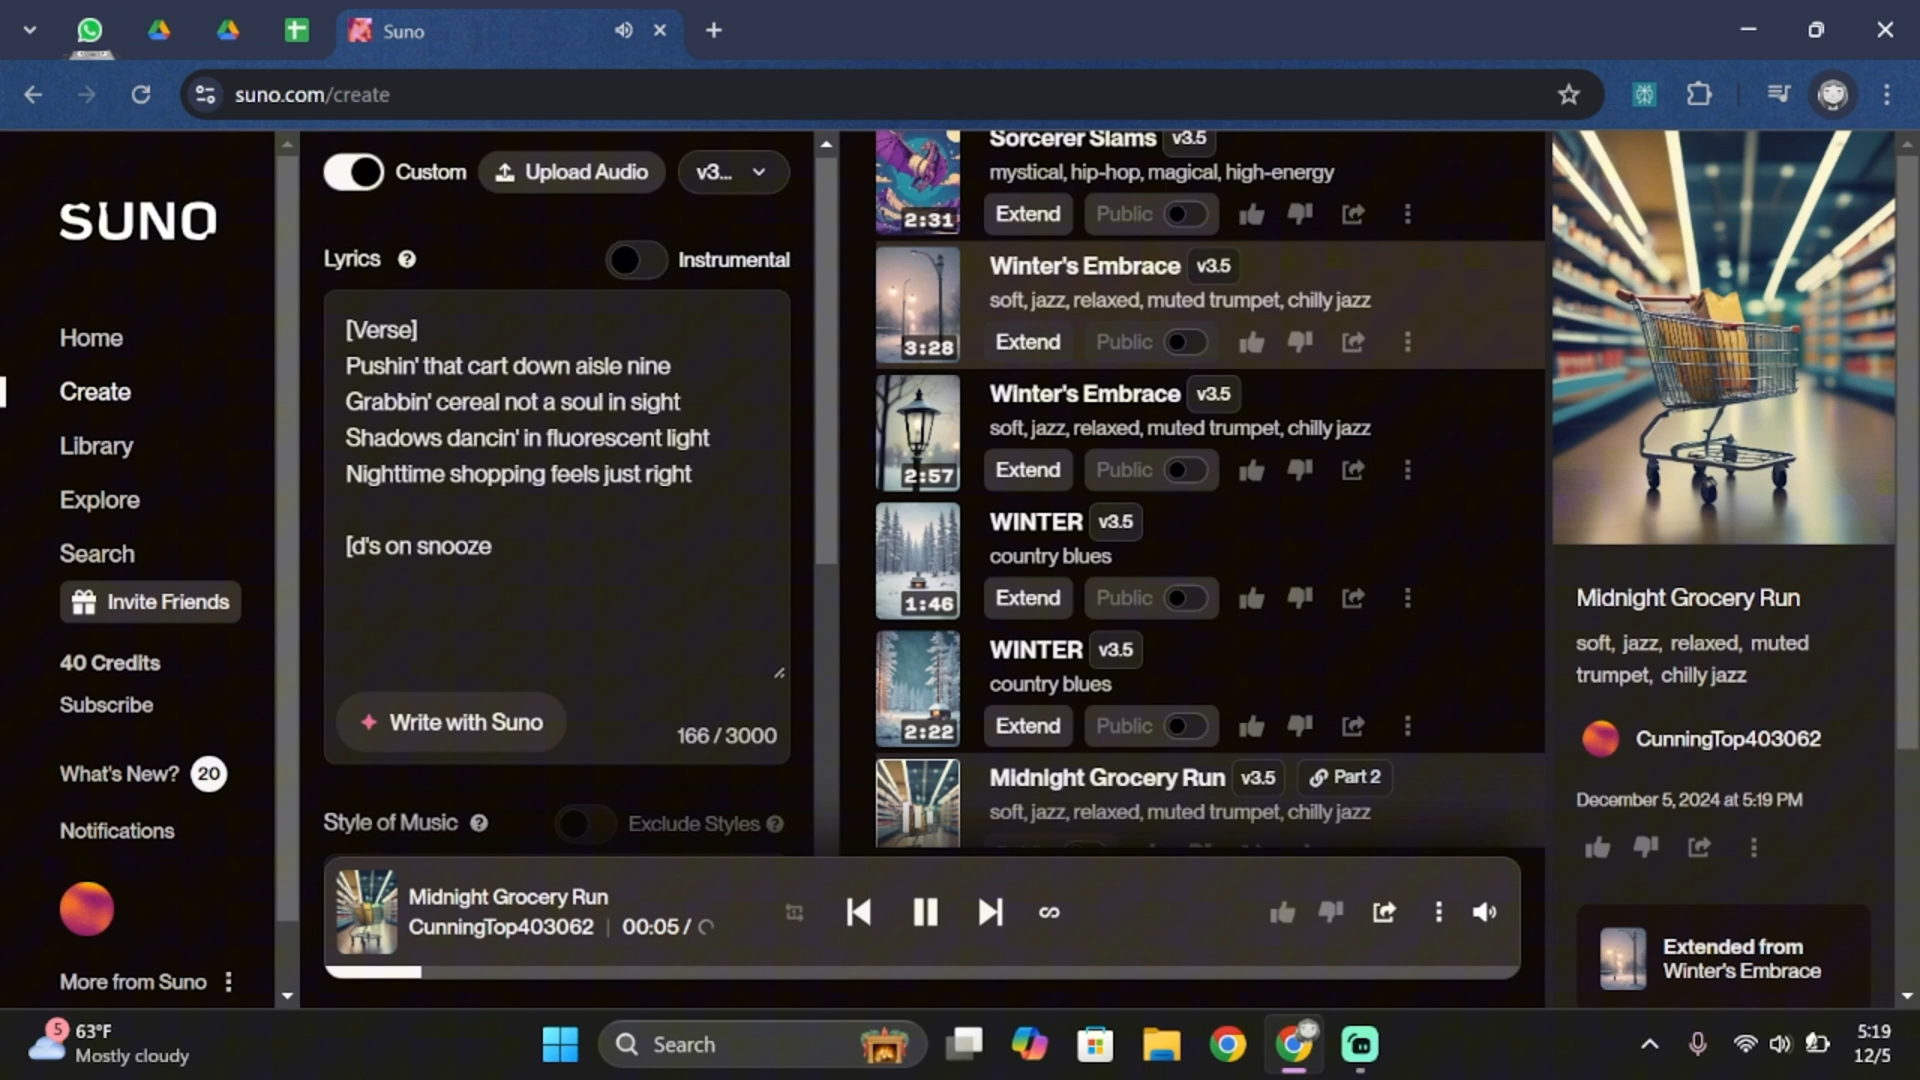 Suno
suno.com/create
SUNO
Home
Create
Library
Explore
Search
Invite Friends
40 Credits
Subscribe
What's New? 20
Notifications
More from Suno
Custom
Upload Audio
v3...
Lyrics
Instrumental
[Verse]
Pushin' that cart down aisle nine
Grabbin' cereal not a soul in sight
Shadows dancin' in fluorescent light
Nighttime shopping feels just right
[d's on snooze
Write with Suno
166 / 3000
Style of Music
Exclude Styles
Sorcerer Slams v3.5
mystical, hip-hop, magical, high-energy
2:31
Extend Public
Winter's Embrace v3.5
soft, jazz, relaxed, muted trumpet, chilly jazz
3:28
Extend Public
Winter's Embrace v3.5
soft, jazz, relaxed, muted trumpet, chilly jazz
2:57
Extend Public
WINTER v3.5
country blues
1:46
Extend Public
WINTER v3.5
country blues
2:22
Extend Public
Midnight Grocery Run v3.5 Part 2
soft, jazz, relaxed, muted trumpet, chilly jazz
Midnight Grocery Run
soft, jazz, relaxed, muted
trumpet, chilly jazz
CunningTop403062
December 5, 2024 at 5:19 PM
Extended from
Winter's Embrace
Midnight Grocery Run
CunningTop403062 | 00:05 /
5
63°F
Mostly cloudy
Search
5:19
12/5